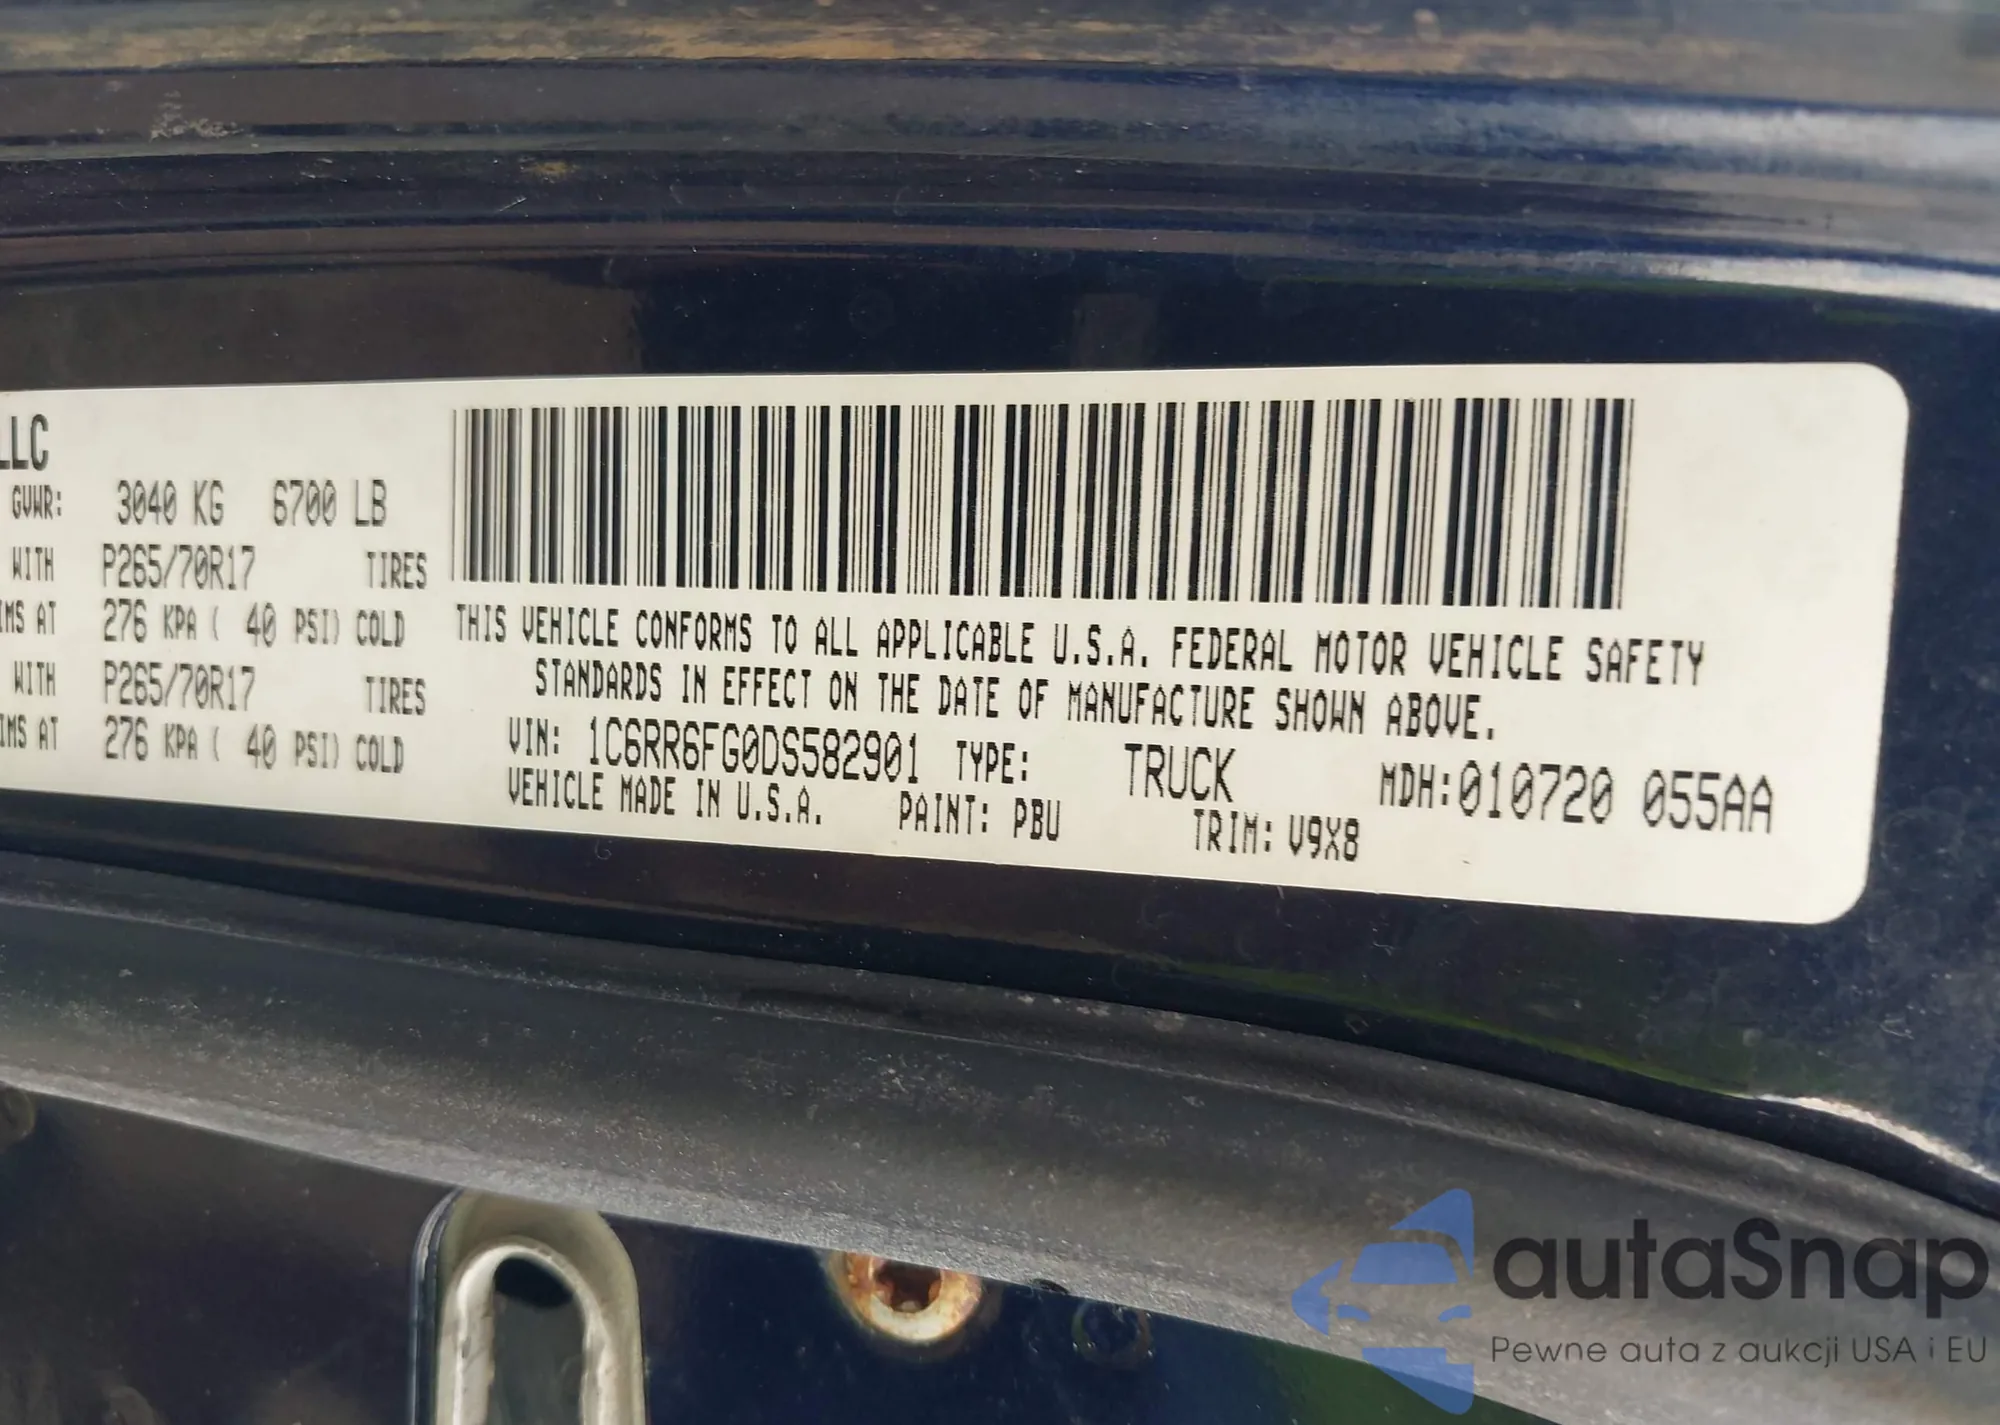 LLC
GVWR: 3040 KG 6700 LB
WITH P265/70R17 TIRES
IMS AT 276 KPA ( 40 PSI) COLD
WITH P265/70R17 TIRES
IMS AT 276 KPA ( 40 PSI) COLD
THIS VEHICLE CONFORMS TO ALL APPLICABLE U.S.A. FEDERAL MOTOR VEHICLE SAFETY
STANDARDS IN EFFECT ON THE DATE OF MANUFACTURE SHOWN ABOVE.
VIN: 1C6RR6FG0DS582901 TYPE: TRUCK MDH:010720 055AA
VEHICLE MADE IN U.S.A. PAINT: PBU TRIM: V9X8
autaSnap
Pewne auta z aukcji USA i EU